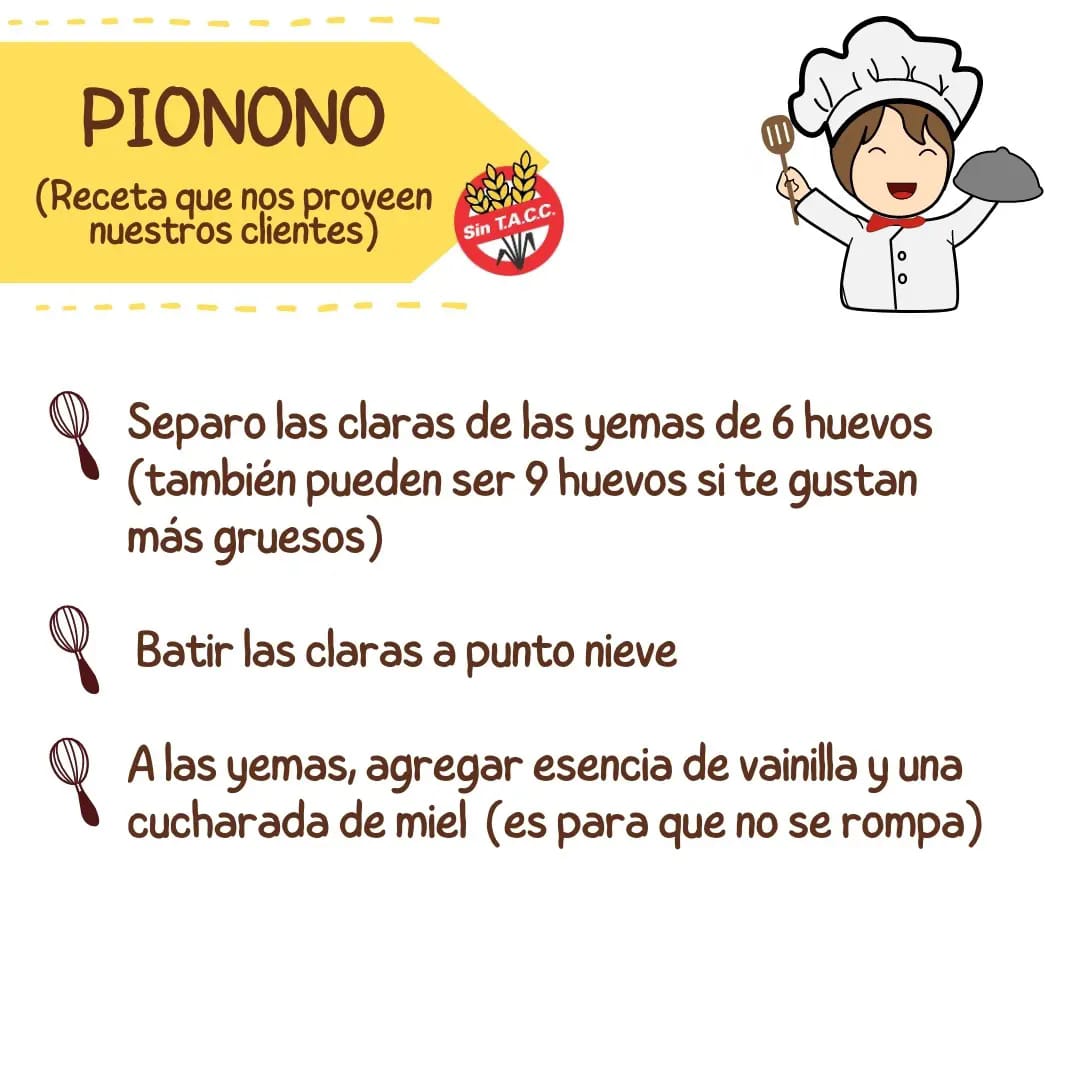 PIONONO
(Receta que nos proveen
nuestros clientes)
Sin T.A.C.C.
Separo las claras de las yemas de 6 huevos
(también pueden ser 9 huevos si te gustan
más gruesos)
Batir las claras a punto nieve
A las yemas, agregar esencia de vainilla y una
cucharada de miel (es para que no se rompa)